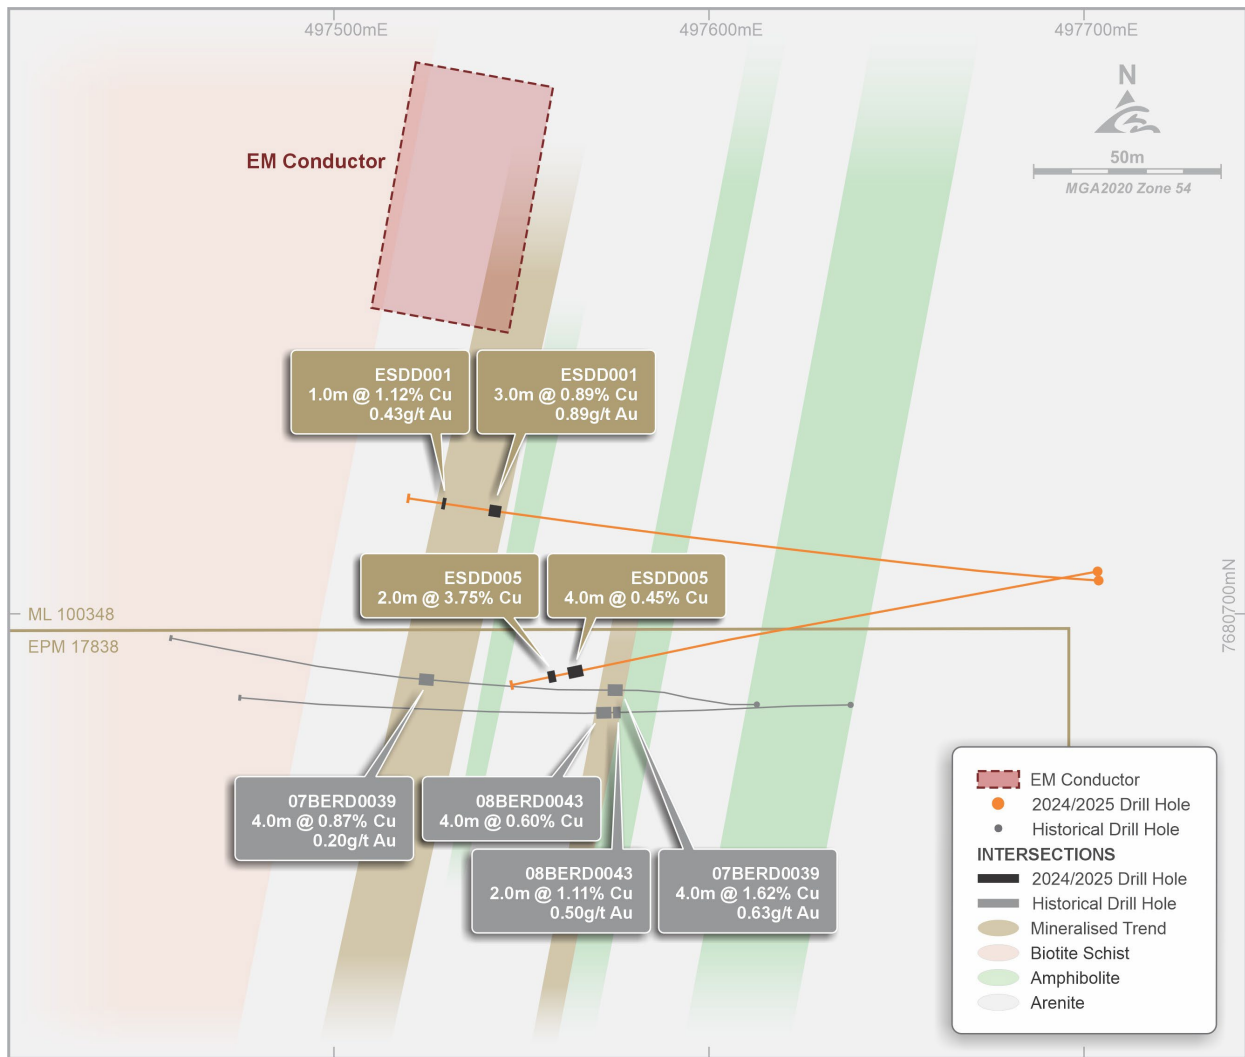 497500mE
497600mE
497700mE
N
50m
MGA2020 Zone 54
EM Conductor
ESDD001
1.0m @ 1.12% Cu
0.43g/t Au
ESDD001
3.0m @ 0.89% Cu
0.89g/t Au
ESDD005
2.0m @ 3.75% Cu
ESDD005
4.0m @ 0.45% Cu
7680700mN
ML 100348
EPM 17838
07BERD0039
4.0m @ 0.87% Cu
0.20g/t Au
08BERD0043
4.0m @ 0.60% Cu
08BERD0043
2.0m @ 1.11% Cu
0.50g/t Au
07BERD0039
4.0m @ 1.62% Cu
0.63g/t Au
EM Conductor
2024/2025 Drill Hole
Historical Drill Hole
INTERSECTIONS
2024/2025 Drill Hole
Historical Drill Hole
Mineralised Trend
Biotite Schist
Amphibolite
Arenite